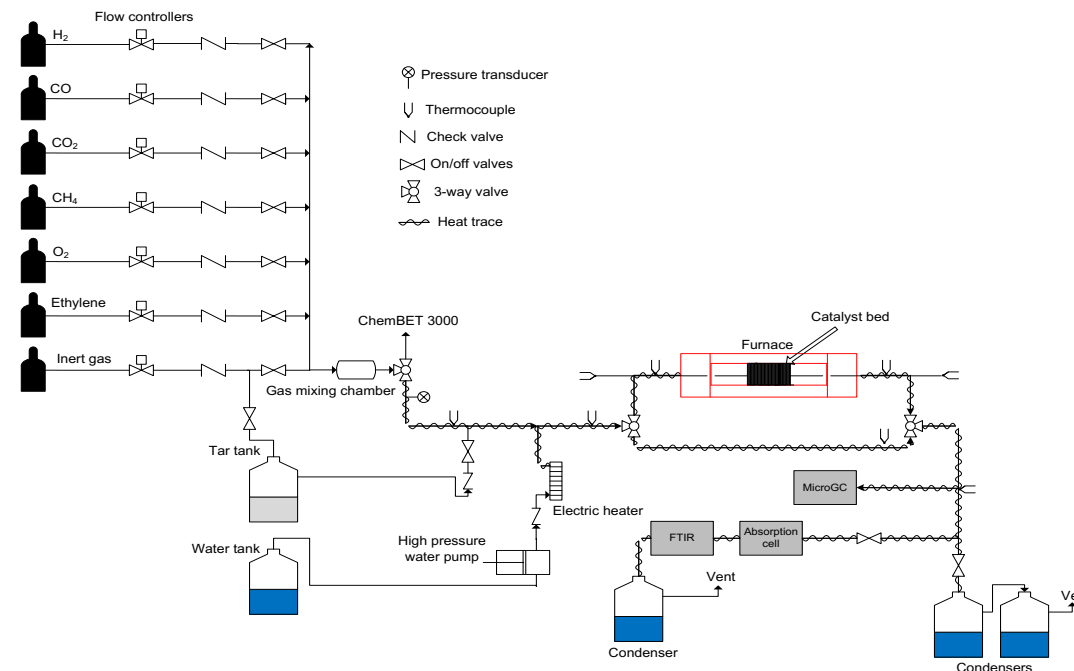 Flow controllers
H₂
CO
CO₂
CH₄
O₂
Ethylene
Inert gas
Pressure transducer
Thermocouple
Check valve
On/off valves
3-way valve
Heat trace
ChemBET 3000
Gas mixing chamber
Catalyst bed
Furnace
Tar tank
Water tank
High pressure
water pump
Electric heater
MicroGC
FTIR
Absorption
cell
Vent
Condenser
Ve
Condensers